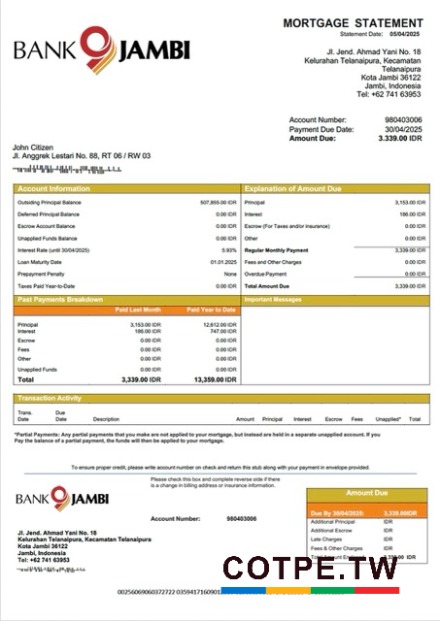 BANK 9 JAMBI
MORTGAGE STATEMENT
Statement Date: 05/04/2025
Jl. Jend. Ahmad Yani No. 18
Kelurahan Telanaipura, Kecamatan
Telanaipura
Kota Jambi 36122
Jambi, Indonesia
Tel: +62 741 63953
Account Number: 980403006
Payment Due Date: 30/04/2025
Amount Due: 3.339.00 IDR
John Citizen
Jl. Anggrek Lestari No. 88, RT 06 / RW 03
Account Information
Outsiding Principal Balance 507,855.00 IDR
Deferred Principal Balance 0.00 IDR
Escrow Account Balance 0.00 IDR
Unapplied Funds Balance 0.00 IDR
Interest Rate (until 30/04/2025)
Loan Maturity Date 01.01.2025
Prepayment Penalty None
Taxes Paid Year-to-Date 0.00 IDR
Explanation of Amount Due
Principal 3,153.00 IDR
Interest 186.00 IDR
Escrow (For Taxes and/or Insurance) 0.00 IDR
Other 0.00 IDR
Regular Monthly Payment 3,339.00 IDR
Fees and Other Charges 0.00 IDR
Overdue Payment 0.00 IDR
Total Amount Due 3,339.00 IDR
Past Payments Breakdown
Paid Last Month Paid Year to Date
Principal 3,153.00 IDR 12,612.00 IDR
Interest 186.00 IDR 747.00 IDR
Escrow 0.00 IDR 0.00 IDR
Fees 0.00 IDR 0.00 IDR
Other 0.00 IDR 0.00 IDR
Unapplied Funds 0.00 IDR 0.00 IDR
Total 3,339.00 IDR 13,359.00 IDR
Important Messages
Transaction Activity
Trans. Date Due Date Description Amount Principal Interest Escrow Fees Unapplied* Total
*Partial Payments: Any partial payments that you make are not applied to your mortgage, but instead are held in a separate unapplied account. If you
Pay the balance of a partial payment, the funds will then be applied to your mortgage.
To ensure proper credit, please write account number on check and return this stub along with your payment in envelope provided.
Please check this box and complete reverse side if there
is a change in billing address or insurance information.
BANK 9 JAMBI
Account Number: 980403006
Jl. Jend. Ahmad Yani No. 18
Kelurahan Telanaipura, Kecamatan Telanaipura
Kota Jambi 36122
Jambi, Indonesia
Tel: +62 741 63953
Amount Due
Due By 30/04/2025: 3,339.00IDR
Additional Principal IDR
Additional Escrow IDR
Late Charges IDR
Fees & Other Charges IDR
COTPE.TW